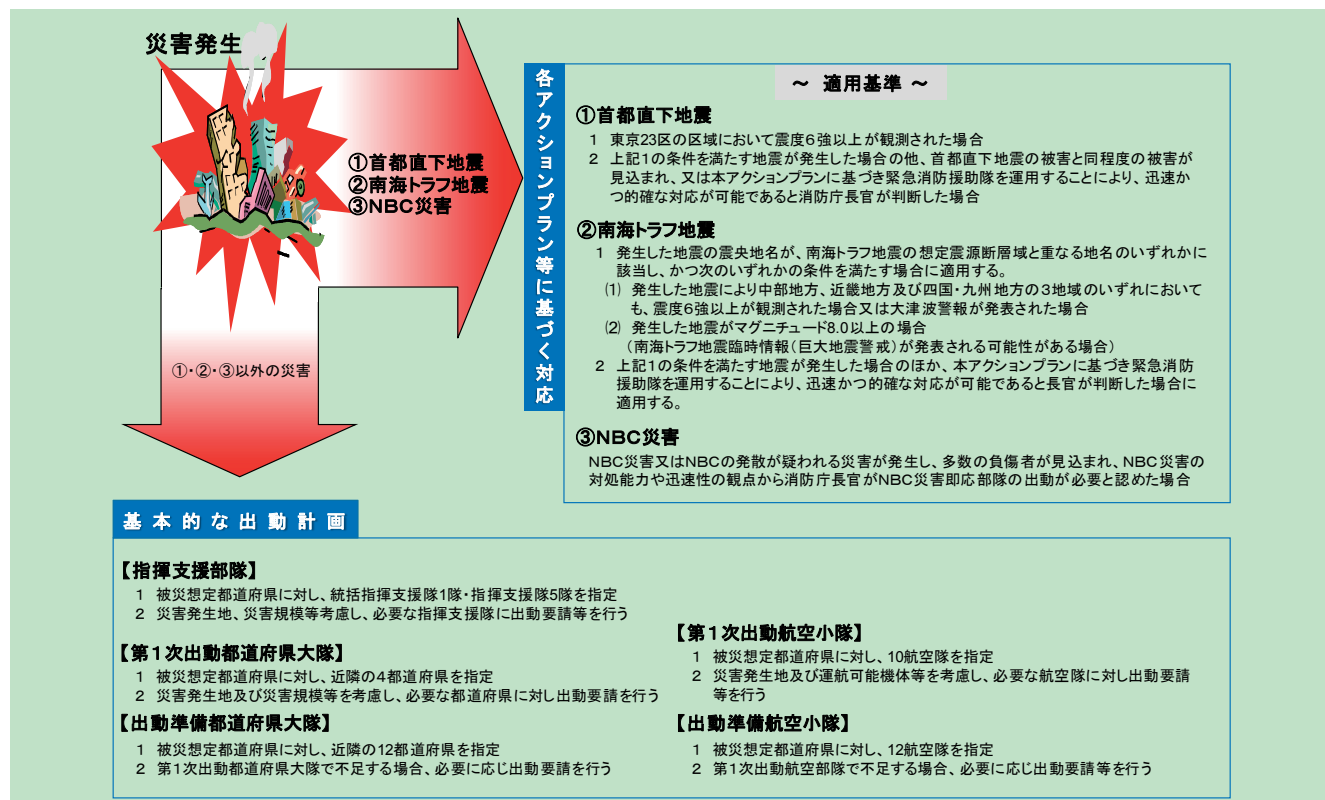 災害発生
①首都直下地震
②南海トラフ地震
③NBC災害
①・②・③以外の災害
各アクションプラン等に基づく対応
～ 適用基準 ～
①首都直下地震
1 東京23区の区域において震度6強以上が観測された場合
2 上記1の条件を満たす地震が発生した場合の他、首都直下地震の被害と同程度の被害が
見込まれ、又は本アクションプランに基づき緊急消防援助隊を運用することにより、迅速か
つ的確な対応が可能であると消防庁長官が判断した場合
②南海トラフ地震
1 発生した地震の震央地名が、南海トラフ地震の想定震源断層域と重なる地名のいずれかに
該当し、かつ次のいずれかの条件を満たす場合に適用する。
⑴ 発生した地震により中部地方、近畿地方及び四国・九州地方の3地域のいずれにおいて
も、震度6強以上が観測された場合又は大津波警報が発表された場合
⑵ 発生した地震がマグニチュード8.0以上の場合
（南海トラフ地震臨時情報（巨大地震警戒）が発表される可能性がある場合）
2 上記1の条件を満たす地震が発生した場合のほか、本アクションプランに基づき緊急消防
援助隊を運用することにより、迅速かつ的確な対応が可能であると長官が判断した場合に
適用する。
③NBC災害
NBC災害又はNBCの発散が疑われる災害が発生し、多数の負傷者が見込まれ、NBC災害の
対処能力や迅速性の観点から消防庁長官がNBC災害即応部隊の出動が必要と認めた場合
基本的な出動計画
【指揮支援部隊】
1 被災想定都道府県に対し、統括指揮支援隊1隊・指揮支援隊5隊を指定
2 災害発生地、災害規模等考慮し、必要な指揮支援隊に出動要請等を行う
【第1次出動都道府県大隊】
1 被災想定都道府県に対し、近隣の4都道府県を指定
2 災害発生地及び災害規模等を考慮し、必要な都道府県に対し出動要請を行う
【出動準備都道府県大隊】
1 被災想定都道府県に対し、近隣の12都道府県を指定
2 第1次出動都道府県大隊で不足する場合、必要に応じ出動要請を行う
【第1次出動航空小隊】
1 被災想定都道府県に対し、10航空隊を指定
2 災害発生地及び運航可能機体等を考慮し、必要な航空隊に対し出動要請
等を行う
【出動準備航空小隊】
1 被災想定都道府県に対し、12航空隊を指定
2 第1次出動航空部隊で不足する場合、必要に応じ出動要請等を行う